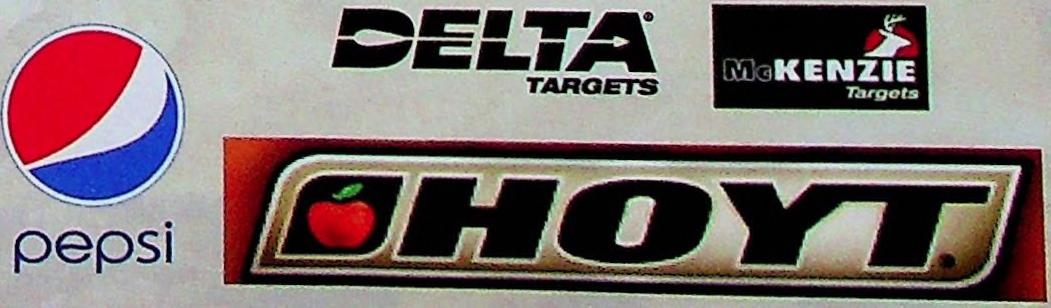 pepsi
DELTA®
TARGETS
McKENZIE
Targets
HOYT.